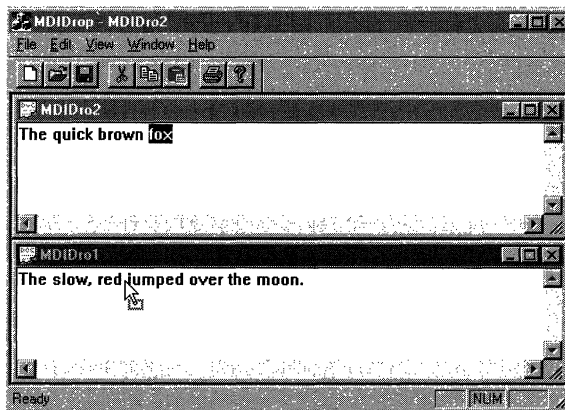 MDIDrop - MDIDro2
File Edit View Window Help
MDIDro2
The quick brown fox
MDIDro1
The slow, red jumped over the moon.
Ready NUM